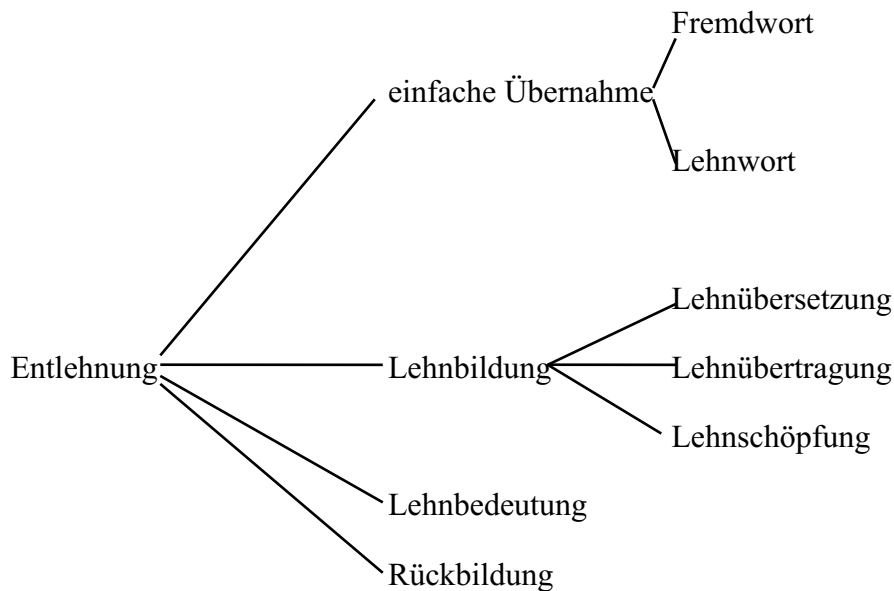 Fremdwort
einfache Übernahme
Lehnwort
Lehnübersetzung
Entlehnung
Lehnbildung
Lehnübertragung
Lehnschöpfung
Lehnbedeutung
Rückbildung